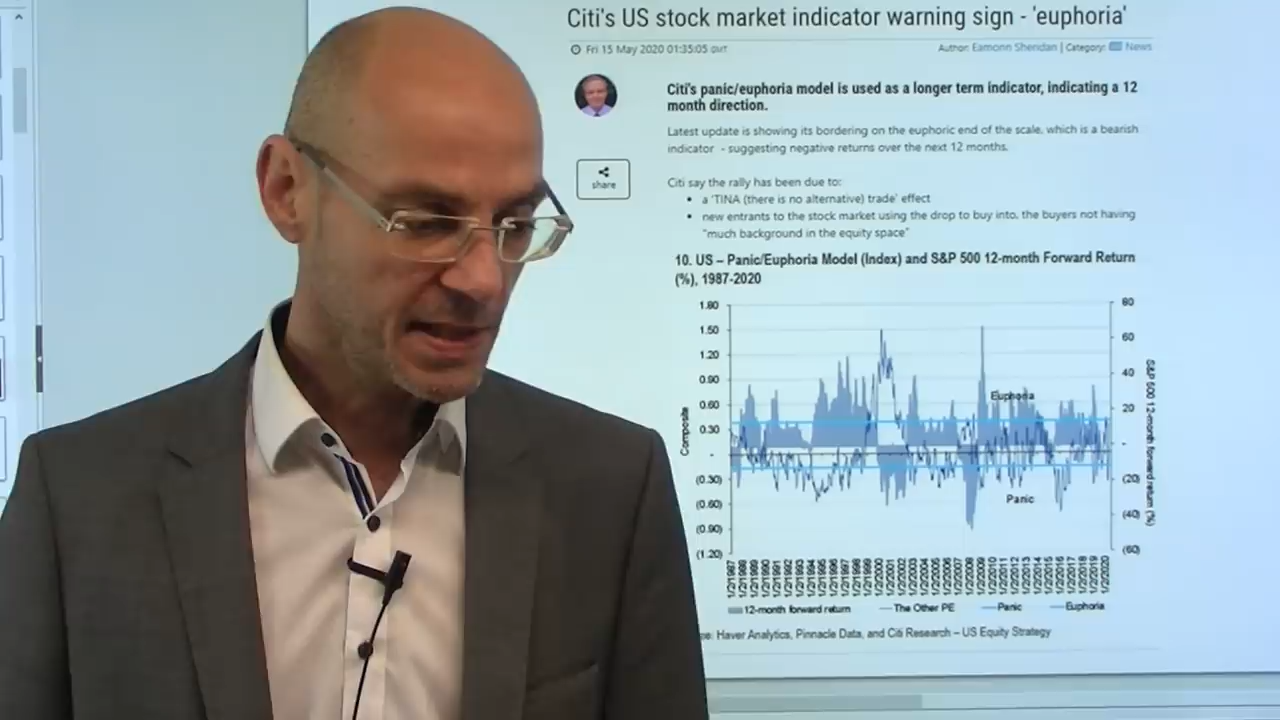 Citi's US stock market indicator warning sign - 'euphoria'
Fri 15 May 2020 01:35:05 GMT
Author: Eamonn Sheridan | Category: News
Citi's panic/euphoria model is used as a longer term indicator, indicating a 12
month direction.
Latest update is showing its bordering on the euphoric end of the scale, which is a bearish
indicator - suggesting negative returns over the next 12 months.
share
Citi say the rally has been due to:
a 'TINA (there is no alternative) trade' effect
new entrants to the stock market using the drop to buy into, the buyers not having
"much background in the equity space"
10. US – Panic/Euphoria Model (Index) and S&P 500 12-month Forward Return
(%), 1987-2020
1.80 80
1.50 60
1.20 40
0.90
0.60 Euphoria 20
0.30 -
-
(0.30) (20)
(0.60) Panic (40)
(0.90)
(1.20) (60)
Composite
S&P 500 12-month forward return (%)
12-month forward return The Other PE Panic Euphoria
Haver Analytics, Pinnacle Data, and Citi Research – US Equity Strategy